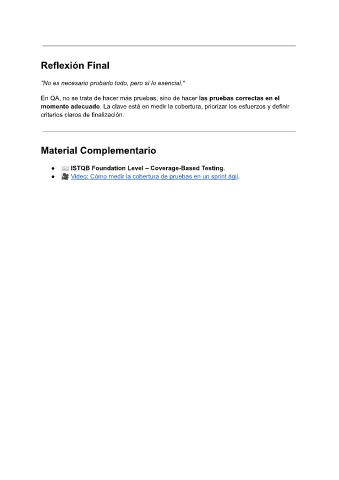 Reflexión Final
"No es necesario probarlo todo, pero sí lo esencial."
En QA, no se trata de hacer más pruebas, sino de hacer las pruebas correctas en el
momento adecuado. La clave está en medir la cobertura, priorizar los esfuerzos y definir
criterios claros de finalización.
Material Complementario
● 📖 ISTQB Foundation Level – Coverage-Based Testing.
● 🎥 Video: Cómo medir la cobertura de pruebas en un sprint ágil.